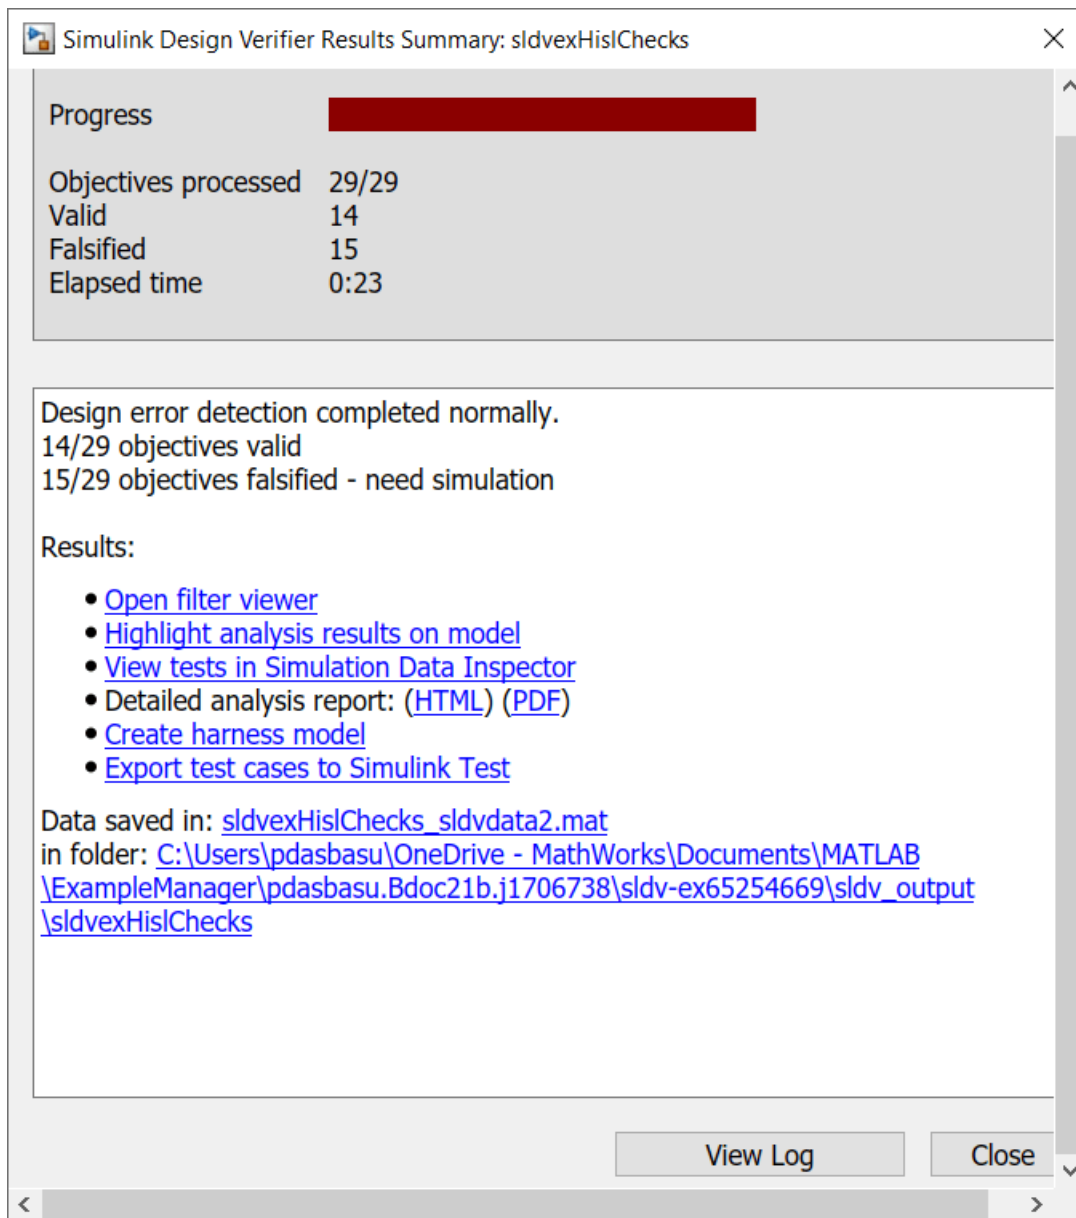 Simulink Design Verifier Results Summary: sldvexHislChecks
Progress
Objectives processed 29/29
Valid 14
Falsified 15
Elapsed time 0:23
Design error detection completed normally.
14/29 objectives valid
15/29 objectives falsified - need simulation
Results:
• Open filter viewer
• Highlight analysis results on model
• View tests in Simulation Data Inspector
• Detailed analysis report: (HTML) (PDF)
• Create harness model
• Export test cases to Simulink Test
Data saved in: sldvexHislChecks_sldvdata2.mat
in folder: C:\Users\pdasbasu\OneDrive - MathWorks\Documents\MATLAB
\ExampleManager\pdasbasu.Bdoc21b.j1706738\sldv-ex65254669\sldv_output
\sldvexHislChecks
View Log Close